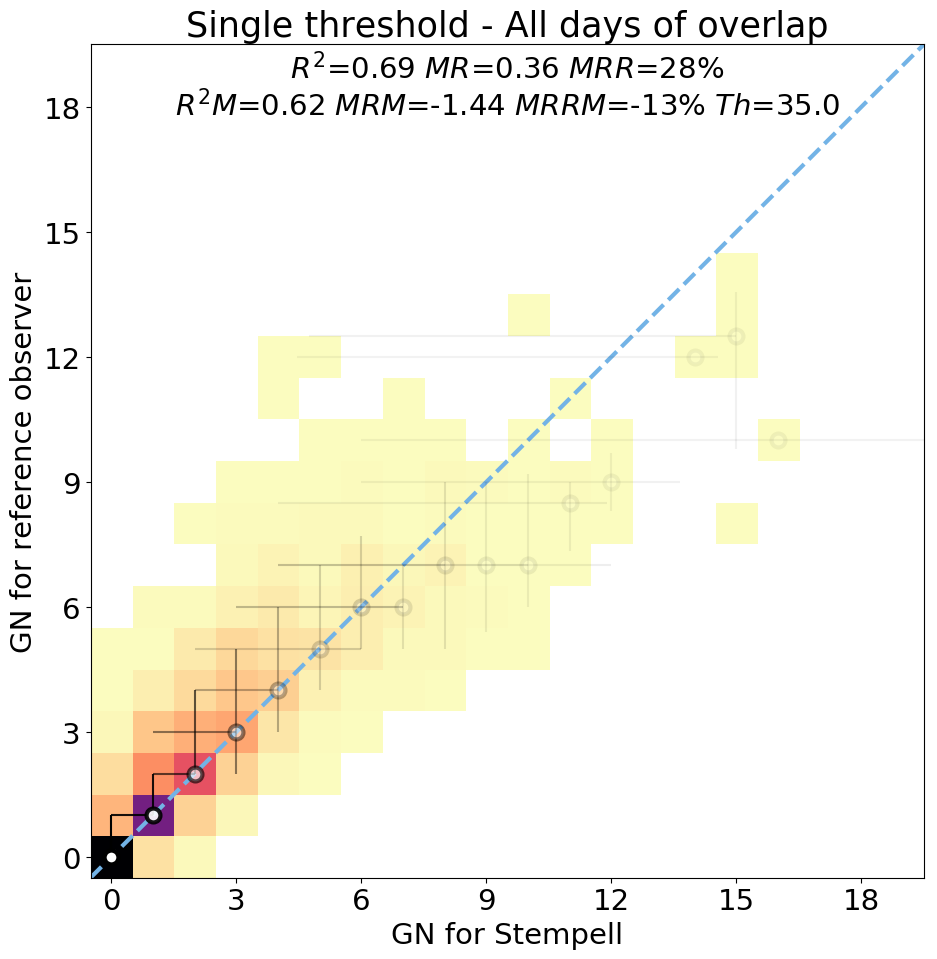 Single threshold - All days of overlap
R²=0.69 MR=0.36 MRR=28%
R²M=0.62 MRM=-1.44 MRRM=-13% Th=35.0
18
15
12
9
6
3
0
GN for reference observer
0 3 6 9 12 15 18
GN for Stempell